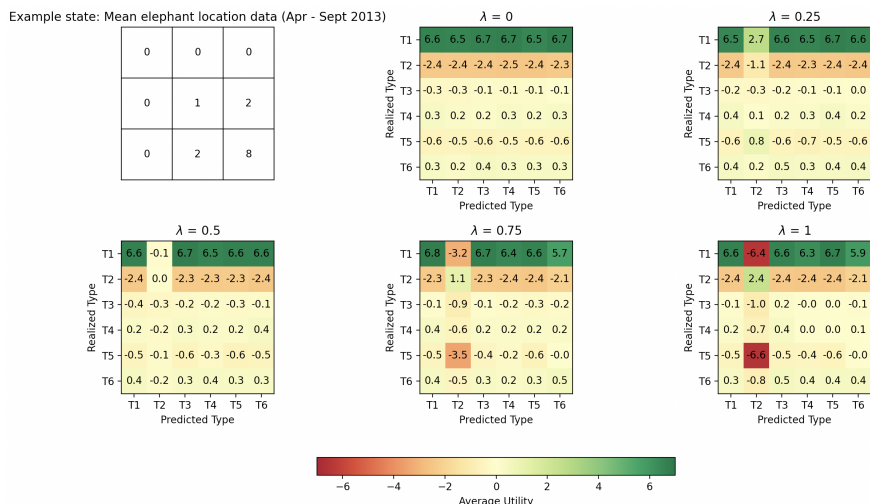 Example state: Mean elephant location data (Apr - Sept 2013)
0 0 0
0 1 2
0 2 8
λ = 0
Realized Type
T1 6.6 6.5 6.7 6.7 6.5 6.7
T2 -2.4 -2.4 -2.4 -2.5 -2.4 -2.3
T3 -0.3 -0.3 -0.1 -0.1 -0.1 -0.1
T4 0.3 0.2 0.2 0.3 0.2 0.3
T5 -0.6 -0.5 -0.6 -0.5 -0.6 -0.6
T6 0.3 0.2 0.4 0.3 0.3 0.3
T1 T2 T3 T4 T5 T6
Predicted Type
λ = 0.25
Realized Type
T1 6.5 2.7 6.6 6.5 6.7 6.6
T2 -2.4 -1.1 -2.4 -2.3 -2.4 -2.4
T3 -0.2 -0.3 -0.2 -0.1 -0.1 0.0
T4 0.4 0.1 0.2 0.3 0.4 0.2
T5 -0.6 0.8 -0.6 -0.7 -0.5 -0.6
T6 0.4 0.2 0.5 0.3 0.4 0.4
T1 T2 T3 T4 T5 T6
Predicted Type
λ = 0.5
Realized Type
T1 6.6 -0.1 6.7 6.5 6.6 6.6
T2 -2.4 0.0 -2.3 -2.3 -2.3 -2.4
T3 -0.4 -0.3 -0.2 -0.4 -0.3 -0.1
T4 0.2 -0.2 0.3 0.2 0.2 0.4
T5 -0.5 -0.1 -0.6 -0.3 -0.6 -0.5
T6 0.4 -0.2 0.3 0.4 0.3 0.3
T1 T2 T3 T4 T5 T6
Predicted Type
λ = 0.75
Realized Type
T1 6.8 -3.2 6.7 6.4 6.6 5.7
T2 -2.3 1.1 -2.3 -2.4 -2.4 -2.1
T3 -0.1 -0.9 -0.1 -0.4 -0.3 -0.2
T4 0.4 -0.6 0.2 0.2 0.2 0.2
T5 -0.5 -3.5 -0.4 -0.2 -0.6 -0.0
T6 0.4 -0.5 0.3 0.6 0.3 0.5
T1 T2 T3 T4 T5 T6
Predicted Type
λ = 1
Realized Type
T1 6.6 -6.4 6.6 6.3 6.7 5.9
T2 -2.4 2.4 -2.4 -2.4 -2.4 -2.1
T3 -0.1 -1.0 0.2 -0.0 -0.1 -0.1
T4 0.2 -0.7 0.4 0.0 0.0 0.1
T5 -0.5 -6.6 -0.5 -0.4 -0.6 -0.0
T6 0.3 -0.8 0.5 0.4 0.4 0.4
T1 T2 T3 T4 T5 T6
Predicted Type
−6 −4 −2 0 2 4 6
Average Utility